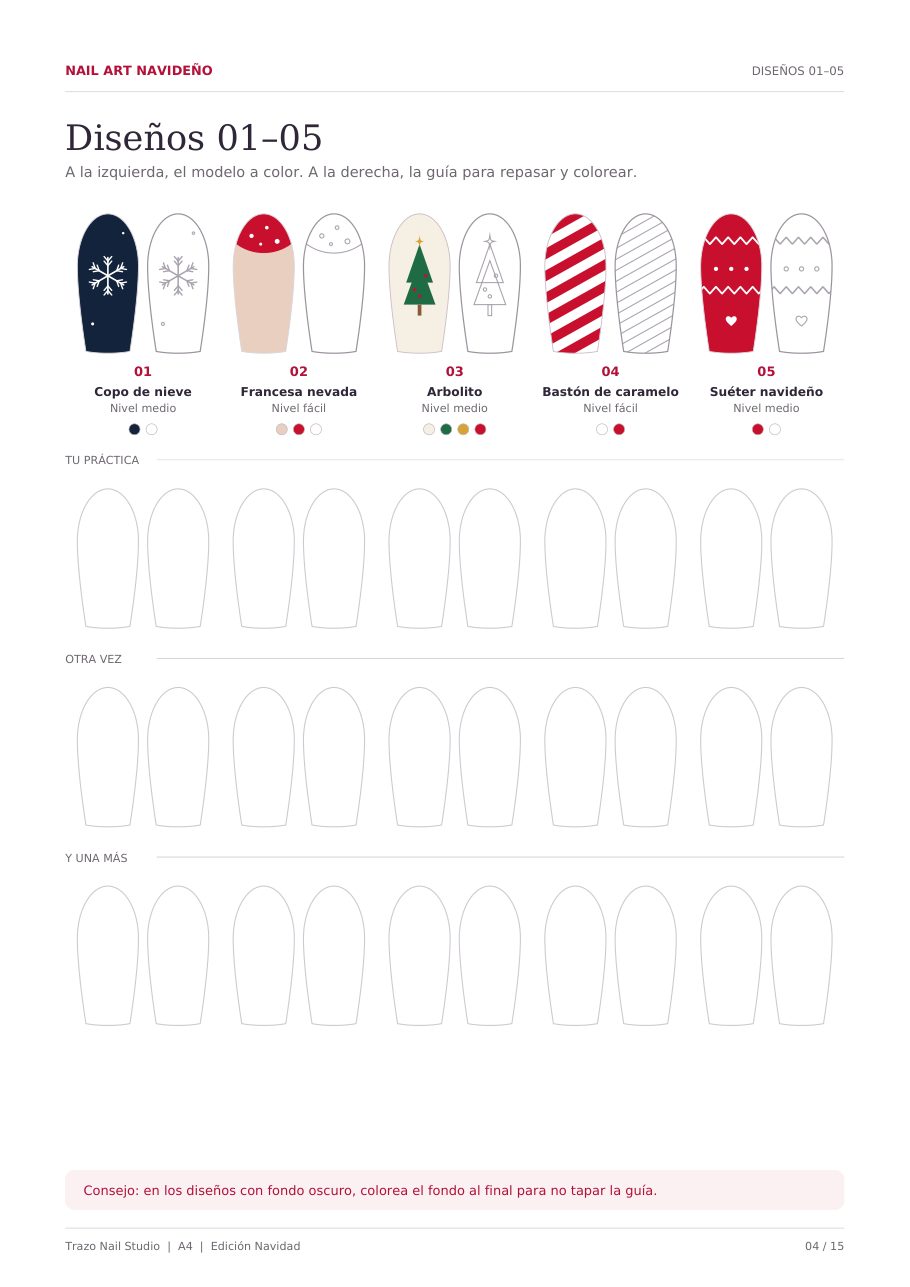 NAIL ART NAVIDEÑO
DISEÑOS 01–05
Diseños 01–05
A la izquierda, el modelo a color. A la derecha, la guía para repasar y colorear.
01
Copo de nieve
Nivel medio
02
Francesa nevada
Nivel fácil
03
Arbolito
Nivel medio
04
Bastón de caramelo
Nivel fácil
05
Suéter navideño
Nivel medio
TU PRÁCTICA
OTRA VEZ
Y UNA MÁS
Consejo: en los diseños con fondo oscuro, colorea el fondo al final para no tapar la guía.
Trazo Nail Studio | A4 | Edición Navidad
04 / 15